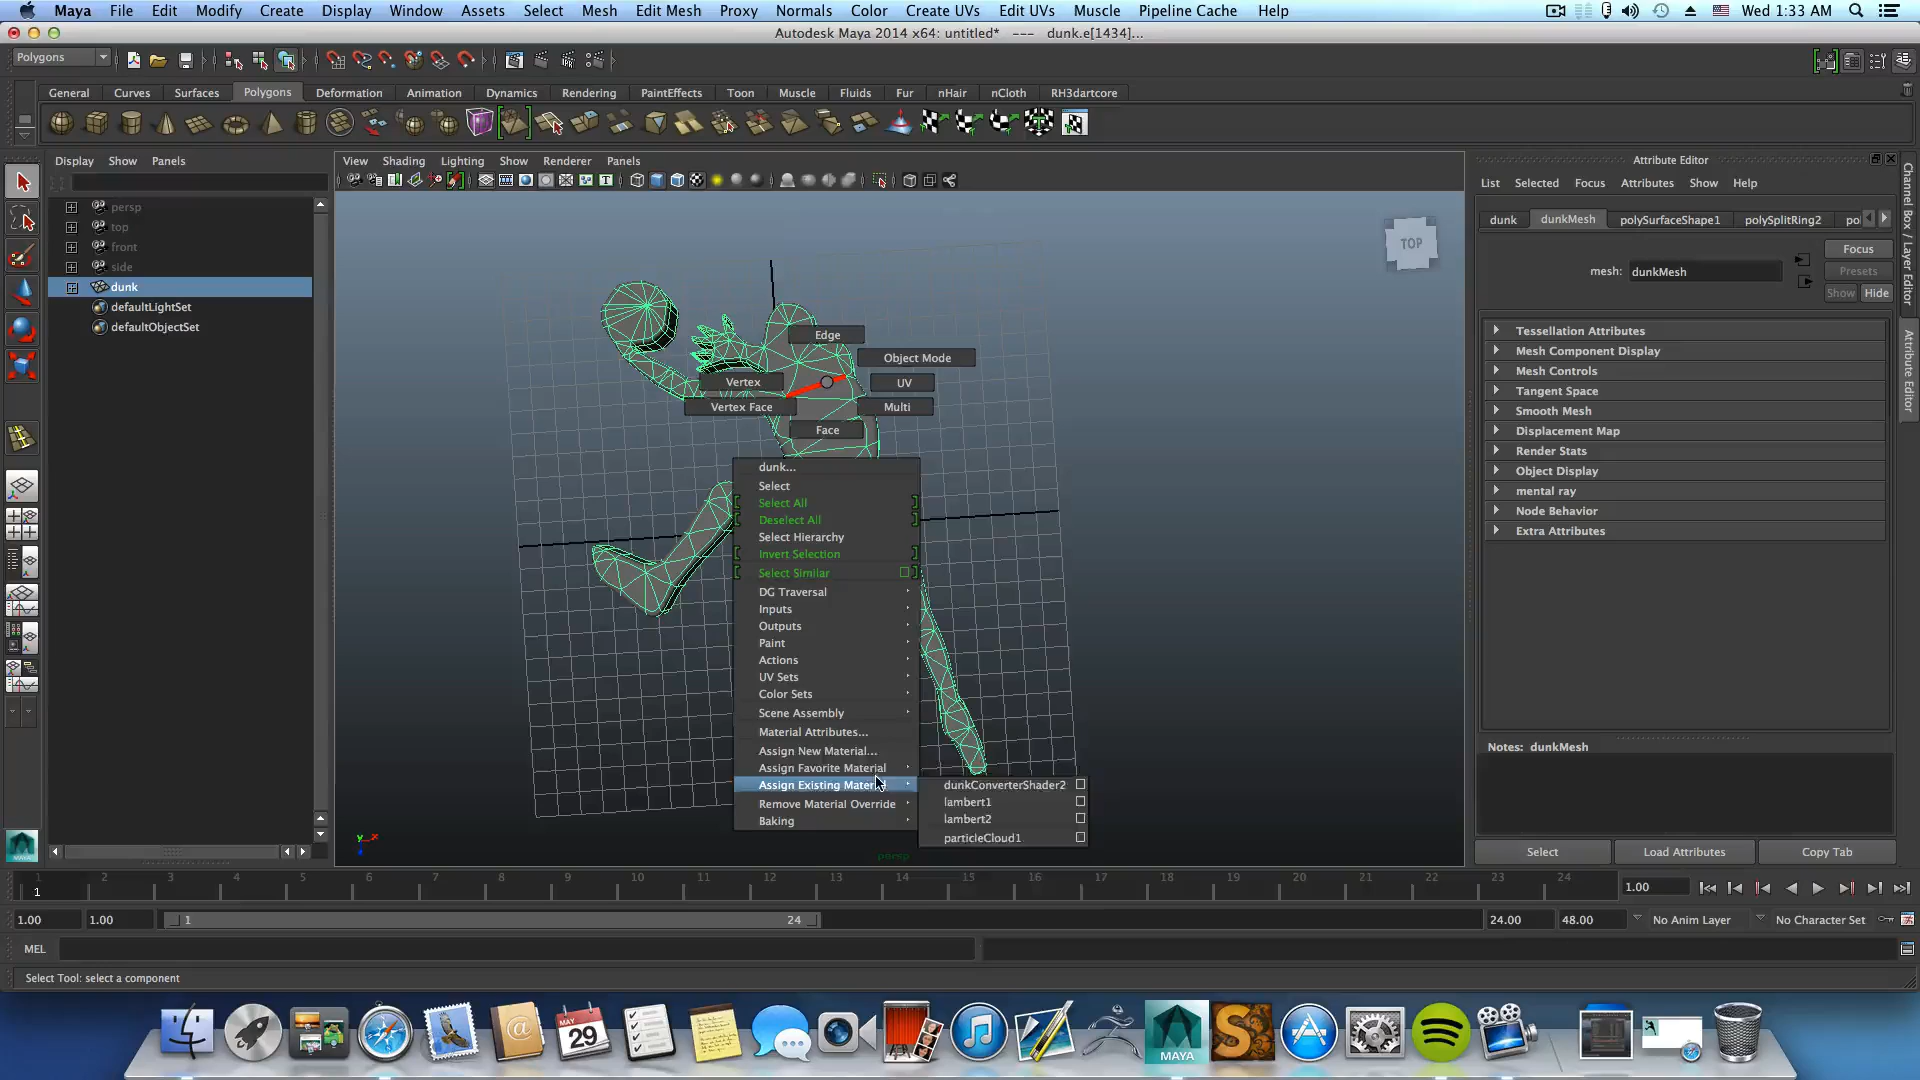 Maya File Edit Modify Create Display Window Assets Select Mesh Edit Mesh Proxy Normals Color Create UVs Edit UVs Muscle Pipeline Cache Help Wed 1:33 AM
Autodesk Maya 2014 x64: untitled* --- dunk.e[1434]...
Polygons
General Curves Surfaces Polygons Deformation Animation Dynamics Rendering PaintEffects Toon Muscle Fluids Fur nHair nCloth RH3dartcore
Display Show Panels
persp
top
front
side
dunk
defaultLightSet
defaultObjectSet
View Shading Lighting Show Renderer Panels
TOP
Edge
Object Mode
Vertex
UV
Vertex Face
Multi
Face
dunk...
Select
Select All
Deselect All
Select Hierarchy
Invert Selection
Select Similar
DG Traversal
Inputs
Outputs
Paint
Actions
UV Sets
Color Sets
Scene Assembly
Material Attributes...
Assign New Material...
Assign Favorite Material
Assign Existing Material
Remove Material Override
Baking
dunkConverterShader2
lambert1
lambert2
particleCloud1
persp
Y X
Attribute Editor
List Selected Focus Attributes Show Help
dunk dunkMesh polySurfaceShape1 polySplitRing2 pol
mesh: dunkMesh
Focus
Presets
Show Hide
Tessellation Attributes
Mesh Component Display
Mesh Controls
Tangent Space
Smooth Mesh
Displacement Map
Render Stats
Object Display
mental ray
Node Behavior
Extra Attributes
Notes: dunkMesh
Select Load Attributes Copy Tab
Channel Box / Layer Editor
Attribute Editor
1 2 3 4 5 6 7 8 9 10 11 12 13 14 15 16 17 18 19 20 21 22 23 24
1
1.00
1.00 1.00 1 24 24.00 48.00 No Anim Layer No Character Set
MEL
Select Tool: select a component
MAY
29
MAYA
MAYA